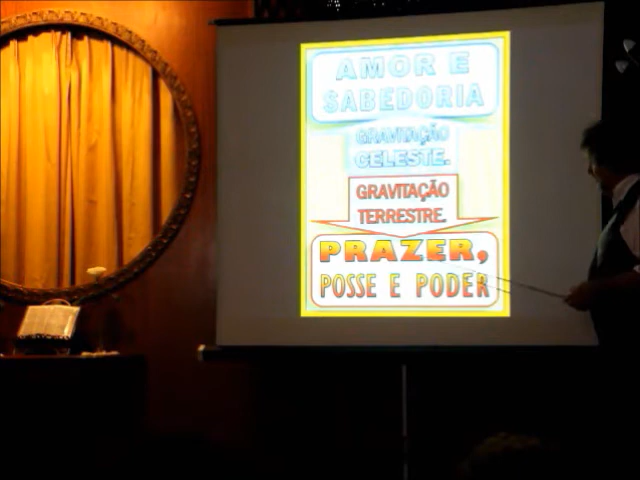 AMOR E
SABEDORIA
GRAVITAÇÃO
CELESTE.
GRAVITAÇÃO
TERRESTRE.
PRAZER,
POSSE E PODER